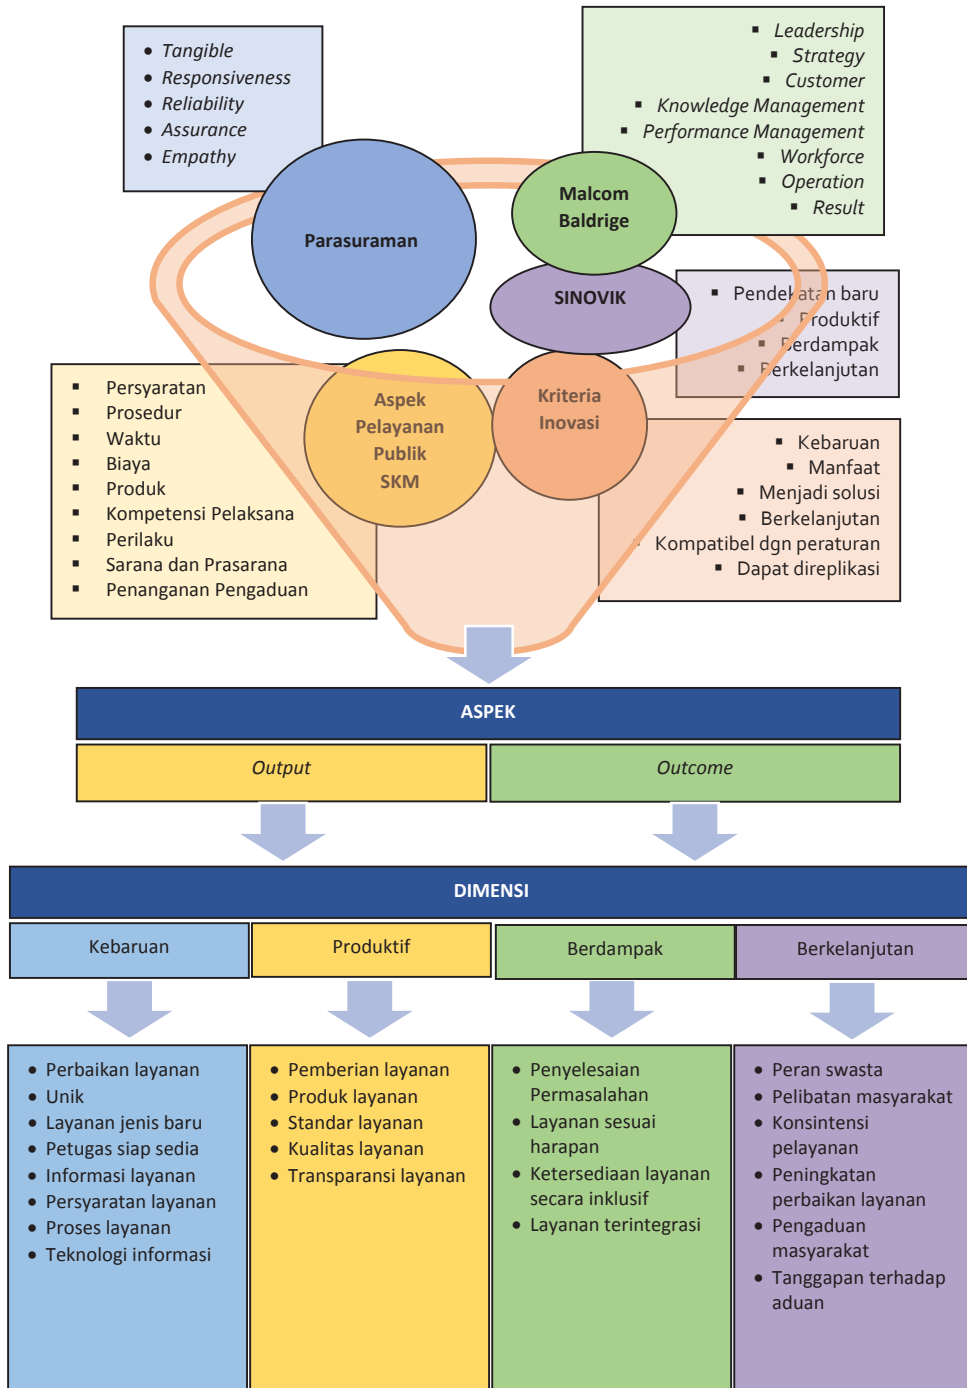 Tangible
Responsiveness
Reliability
Assurance
Empathy
Leadership
Strategy
Customer
Knowledge Management
Performance Management
Workforce
Operation
Result
Parasuraman
Malcom
Baldrige
SINOVIK
Pendekatan baru
Produktif
Berdampak
Berkelanjutan
Persyaratan
Prosedur
Waktu
Biaya
Produk
Kompetensi Pelaksana
Perilaku
Sarana dan Prasarana
Penanganan Pengaduan
Aspek
Pelayanan
Publik
SKM
Kriteria
Inovasi
Kebaruan
Manfaat
Menjadi solusi
Berkelanjutan
Kompatibel dgn peraturan
Dapat direplikasi
ASPEK
Output
Outcome
DIMENSI
Kebaruan
Produktif
Berdampak
Berkelanjutan
Perbaikan layanan
Unik
Layanan jenis baru
Petugas siap sedia
Informasi layanan
Persyaratan layanan
Proses layanan
Teknologi informasi
Pemberian layanan
Produk layanan
Standar layanan
Kualitas layanan
Transparansi layanan
Penyelesaian
Permasalahan
Layanan sesuai
harapan
Ketersediaan layanan
secara inklusif
Layanan terintegrasi
Peran swasta
Pelibatan masyarakat
Konsintensi
pelayanan
Peningkatan
perbaikan layanan
Pengaduan
masyarakat
Tanggapan terhadap
aduan